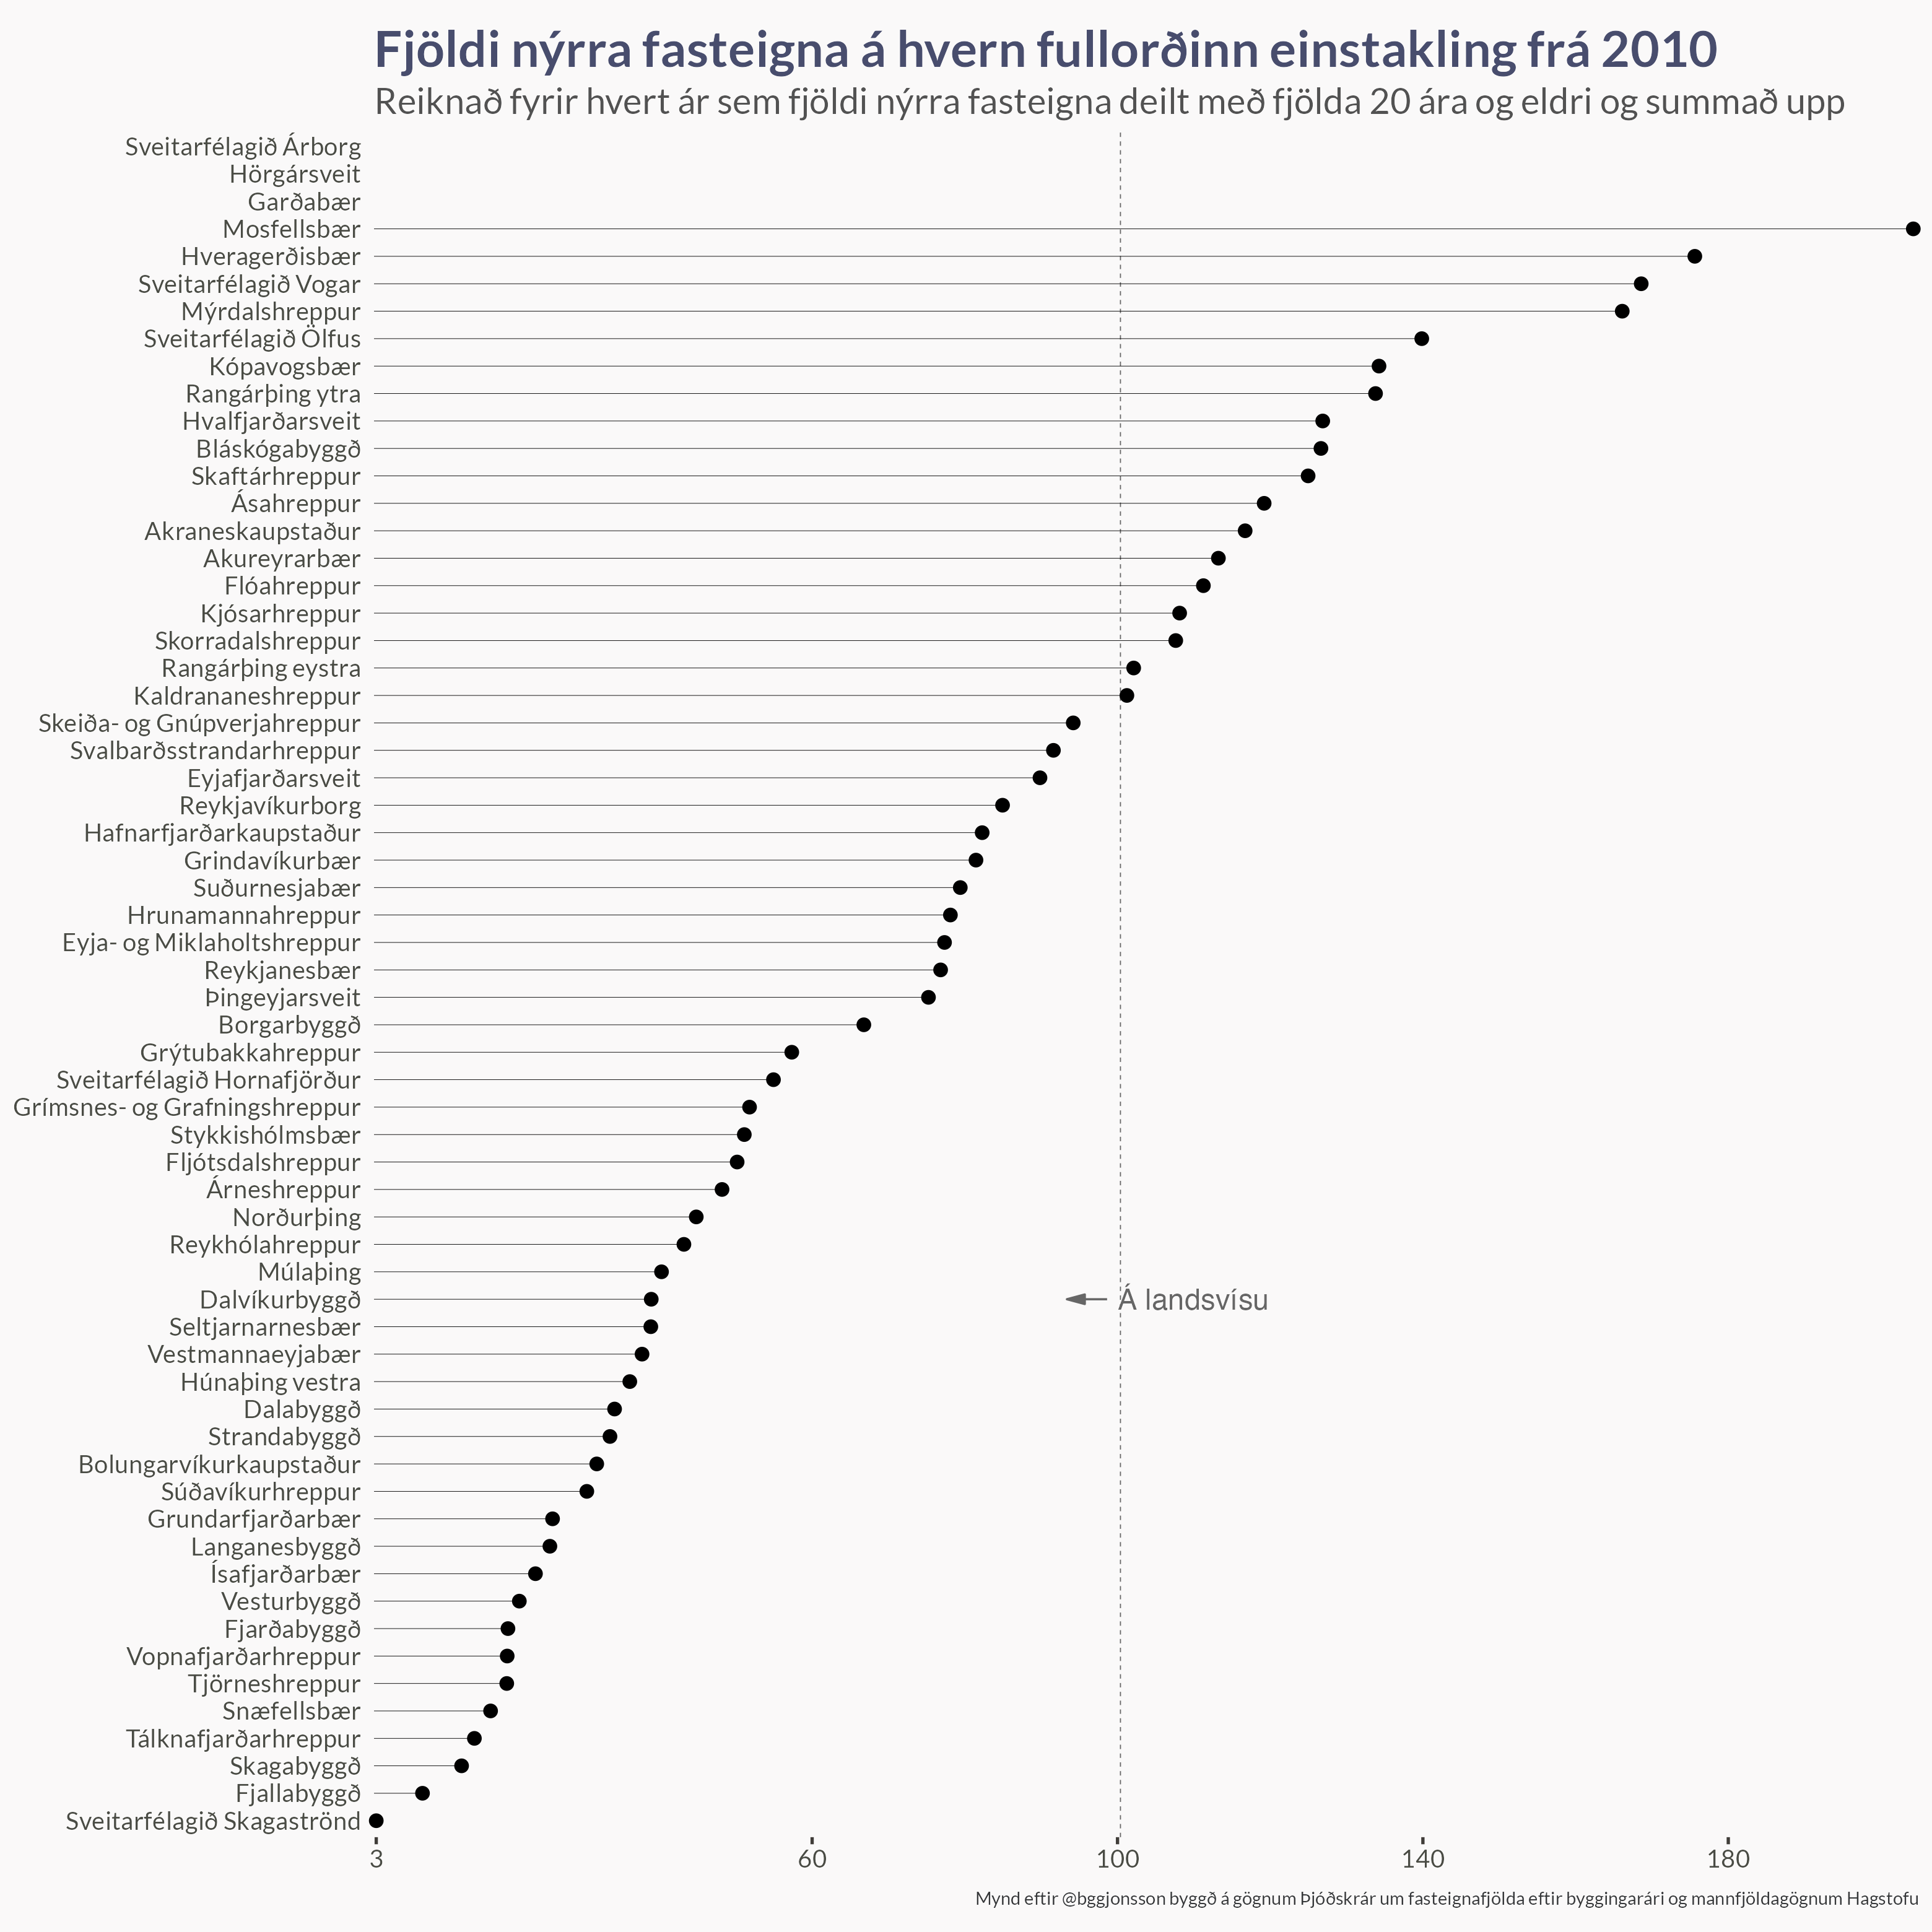 Fjöldi nýrra fasteigna á hvern fullorðinn einstakling frá 2010
Reiknað fyrir hvert ár sem fjöldi nýrra fasteigna deilt með fjölda 20 ára og eldri og summað upp
Sveitarfélagið Árborg
Hörgársveit
Garðabær
Mosfellsbær
Hveragerðisbær
Sveitarfélagið Vogar
Mýrdalshreppur
Sveitarfélagið Ölfus
Kópavogsbær
Rangárþing ytra
Hvalfjarðarsveit
Bláskógabyggð
Skaftárhreppur
Ásahreppur
Akraneskaupstaður
Akureyrarbær
Flóahreppur
Kjósarhreppur
Skorradalshreppur
Rangárþing eystra
Kaldrananeshreppur
Skeiða- og Gnúpverjahreppur
Svalbarðsstrandarhreppur
Eyjafjarðarsveit
Reykjavíkurborg
Hafnarfjarðarkaupstaður
Grindavíkurbær
Suðurnesjabær
Hrunamannahreppur
Eyja- og Miklaholtshreppur
Reykjanesbær
Þingeyjarsveit
Borgarbyggð
Grýtubakkahreppur
Sveitarfélagið Hornafjörður
Grímsnes- og Grafningshreppur
Stykkishólmsbær
Fljótsdalshreppur
Árneshreppur
Norðurþing
Reykhólahreppur
Múlaþing
Dalvíkurbyggð
Á landsvísu
Seltjarnarnesbær
Vestmannaeyjabær
Húnaþing vestra
Dalabyggð
Strandabyggð
Bolungarvíkurkaupstaður
Súðavíkurhreppur
Grundarfjarðarbær
Langanesbyggð
Ísafjarðarbær
Vesturbyggð
Fjarðabyggð
Vopnafjarðarhreppur
Tjörneshreppur
Snæfellsbær
Tálknafjarðarhreppur
Skagabyggð
Fjallabyggð
Sveitarfélagið Skagaströnd
3 60 100 140 180
Mynd eftir @bggjonsson byggð á gögnum Þjóðskrár um fasteignafjölda eftir byggingarári og mannfjöldagögnum Hagstofu